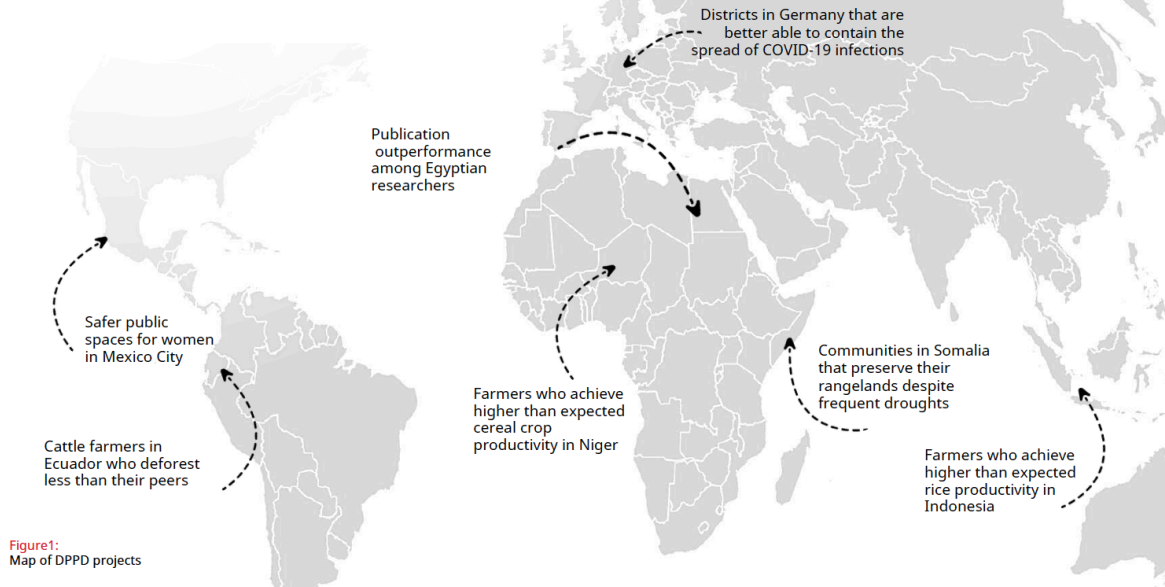 Districts in Germany that are
better able to contain the
spread of COVID-19 infections
Publication
outperformance
among Egyptian
researchers
Safer public
spaces for women
in Mexico City
Cattle farmers in
Ecuador who deforest
less than their peers
Farmers who achieve
higher than expected
cereal crop
productivity in Niger
Communities in Somalia
that preserve their
rangelands despite
frequent droughts
Farmers who achieve
higher than expected
rice productivity in
Indonesia
Figure1:
Map of DPPD projects